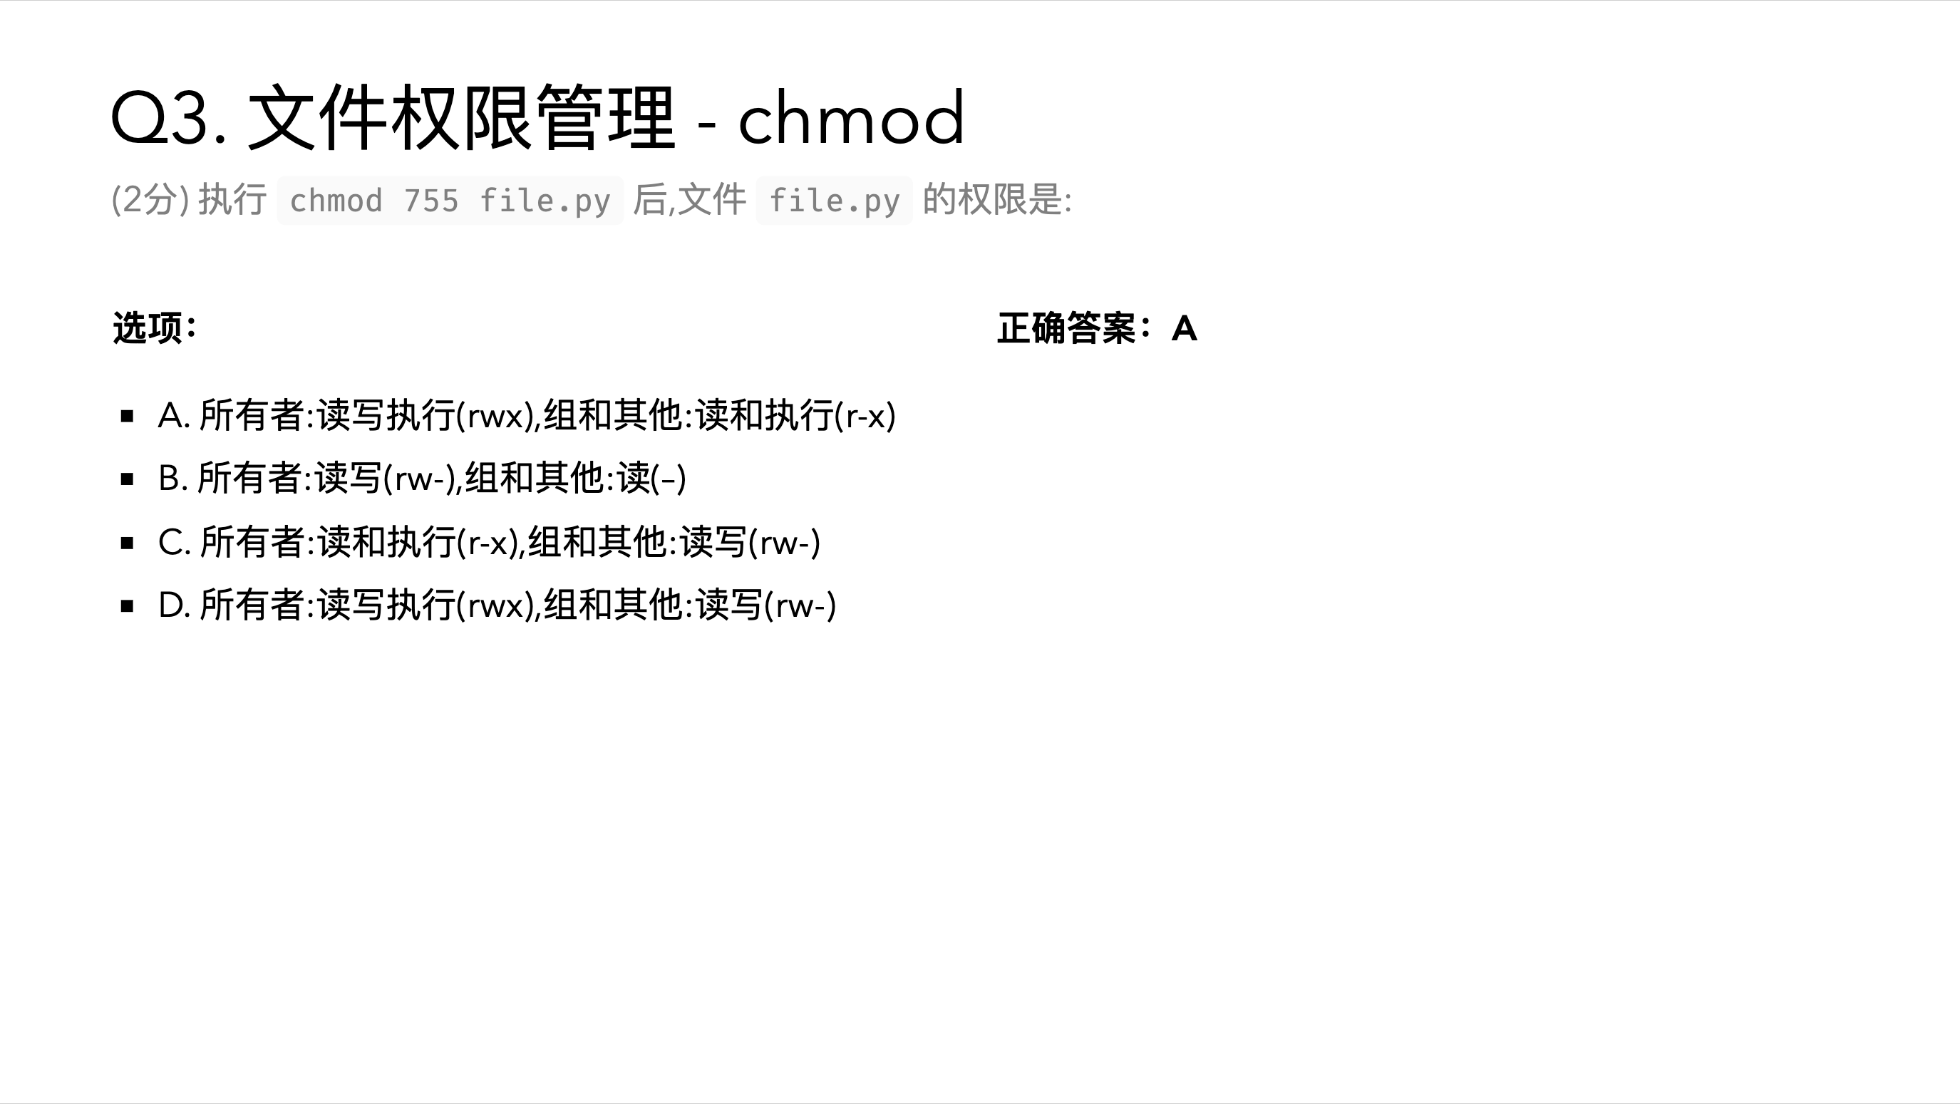 Q3. 文件权限管理 - chmod
(2分) 执行 chmod 755 file.py 后,文件 file.py 的权限是:
选项：
A. 所有者:读写执行(rwx),组和其他:读和执行(r-x)
B. 所有者:读写(rw-),组和其他:读(–)
C. 所有者:读和执行(r-x),组和其他:读写(rw-)
D. 所有者:读写执行(rwx),组和其他:读写(rw-)
正确答案：A